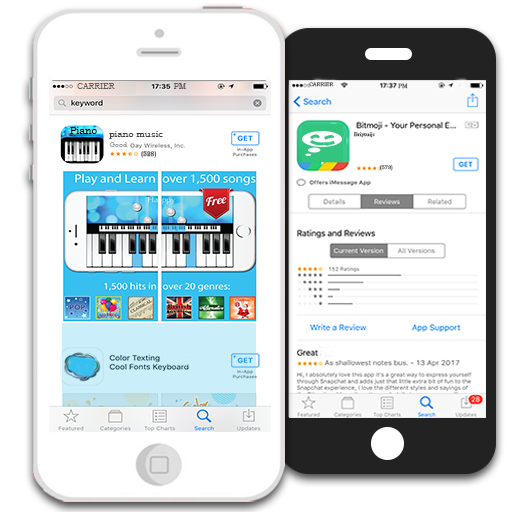 CARRIER 17:35 PM
keyword
Piano
piano music
Good Day Wireless, Inc.
(328)
GET
In-App
Purchases
Play and Learn over 1,500 songs
Happy
Free
1,500 hits in over 20 genres:
POP
CLASSICAL
Color Texting
Cool Fonts Keyboard
GET
In-App
Purchases
Featured Categories Top Charts Search Updates
CARRIER 17:37 PM
Search
Bitmoji - Your Personal E...
4+
(578)
GET
Offers iMessage App
Details Reviews Related
Ratings and Reviews
Current Version All Versions
152 Ratings
Write a Review App Support
Great
As shallowest notes bus. - 13 Apr 2017
Hi, I absolutely love this app it's a great way to express yourself
through Snapchat and adds just that little extra bit of fun to the
Snapchat experience, I love the different styles and sayings of
28
Featured Categories Top Charts Search Updates